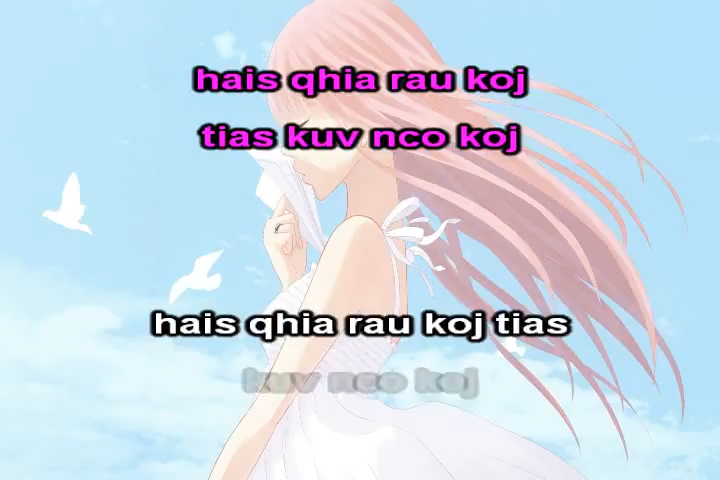 hais qhia rau koj
tias kuv nco koj
hais qhia rau koj tias
kuv nco koj